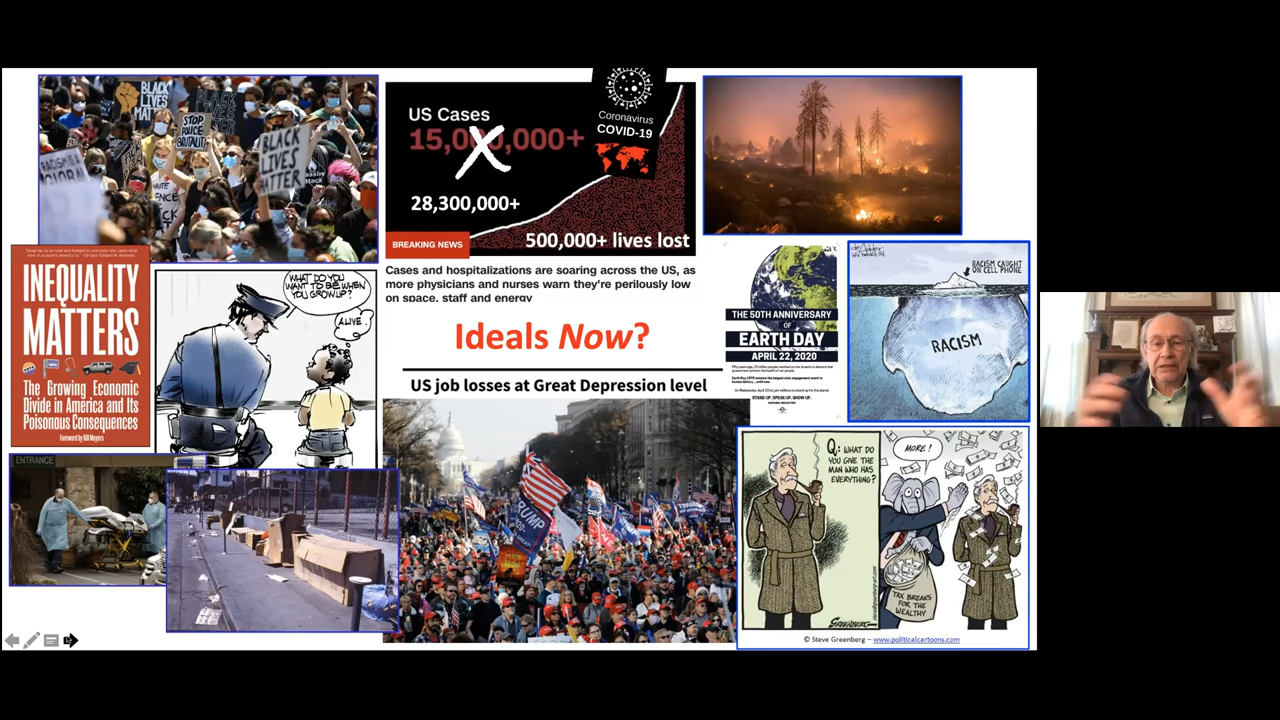 BLACK
LIVES
MATT
STOP
POLICE
BRUTALITY
BLACK
LIVES
MATTER
RACISM IS A
GLOBAL
US Cases
15,000,000+
28,300,000+
500,000+ lives lost
Coronavirus
COVID-19
BREAKING NEWS
Cases and hospitalizations are soaring across the US, as
more physicians and nurses warn they're perilously low
on space, staff and energy
Ideals Now?
US job losses at Great Depression level
INEQUALITY
MATTERS
The Growing Economic
Divide in America and Its
Poisonous Consequences
Foreword by Bill Moyers
WHAT DO YOU
WANT TO BE WHEN
YOU GROW UP?
ALIVE.
THE 50TH ANNIVERSARY
OF
EARTH DAY
APRIL 22, 2020
STAND UP. SPEAK UP. SHOW UP.
RACISM CAUGHT
ON CELL PHONE
RACISM
ENTRANCE
TRUMP
Q: WHAT DO
YOU GIVE THE
MAN WHO HAS
EVERYTHING?
MORE!
TAX BREAKS
FOR THE
WEALTHY
GREENBERG
© Steve Greenberg – www.politicalcartoons.com